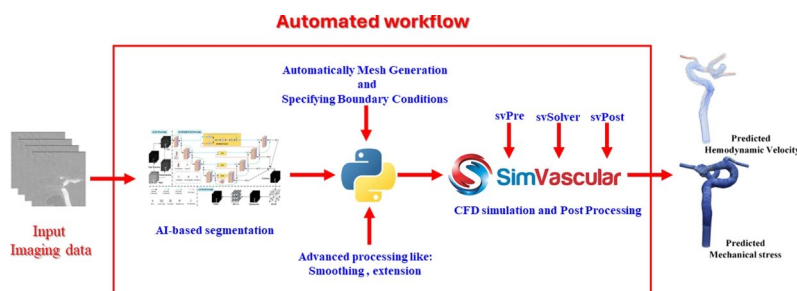 Automated workflow
Automatically Mesh Generation
and
Specifying Boundary Conditions
svPre
svSolver
svPost
Predicted
Hemodynamic Velocity
SimVascular
Input
Imaging data
AI-based segmentation
CFD simulation and Post Processing
Advanced processing like:
Smoothing , extension
Predicted
Mechanical stress